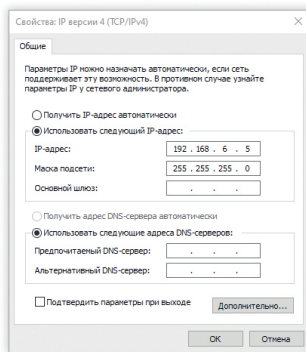 Свойства: IP версии 4 (TCP/IPv4)
Общие
Параметры IP можно назначать автоматически, если сеть
поддерживает эту возможность. В противном случае узнайте
параметры IP у сетевого администратора.
Получить IP-адрес автоматически
Использовать следующий IP-адрес:
IP-адрес: 192 . 168 . 6 . 5
Маска подсети: 255 . 255 . 255 . 0
Основной шлюз: . . .
Получить адрес DNS-сервера автоматически
Использовать следующие адреса DNS-серверов:
Предпочитаемый DNS-сервер: . . .
Альтернативный DNS-сервер: . . .
Подтвердить параметры при выходе
Дополнительно...
ОК Отмена